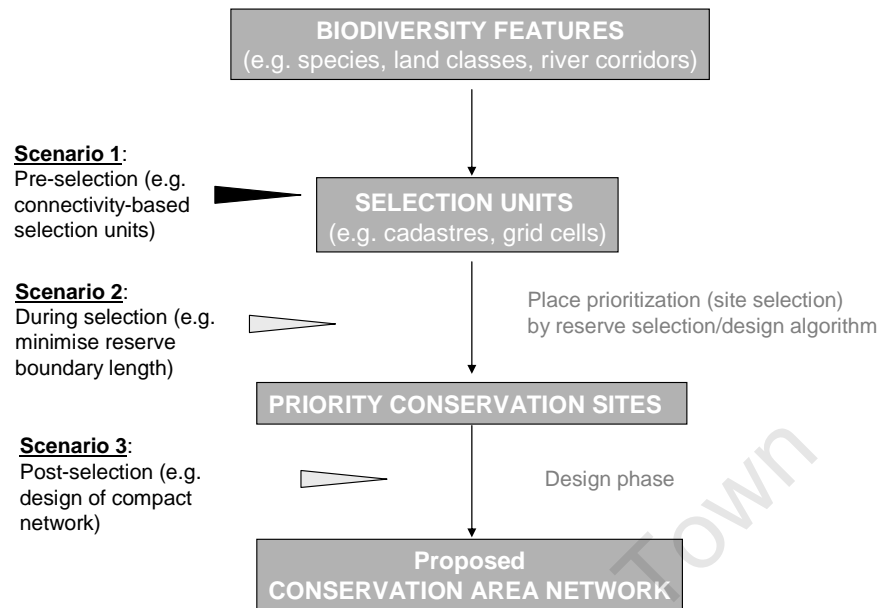 BIODIVERSITY FEATURES
(e.g. species, land classes, river corridors)
Scenario 1:
Pre-selection (e.g.
connectivity-based
selection units)
SELECTION UNITS
(e.g. cadastres, grid cells)
Scenario 2:
During selection (e.g.
minimise reserve
boundary length)
Place prioritization (site selection)
by reserve selection/design algorithm
PRIORITY CONSERVATION SITES
Scenario 3:
Post-selection (e.g.
design of compact
network)
Design phase
Proposed
CONSERVATION AREA NETWORK
Town